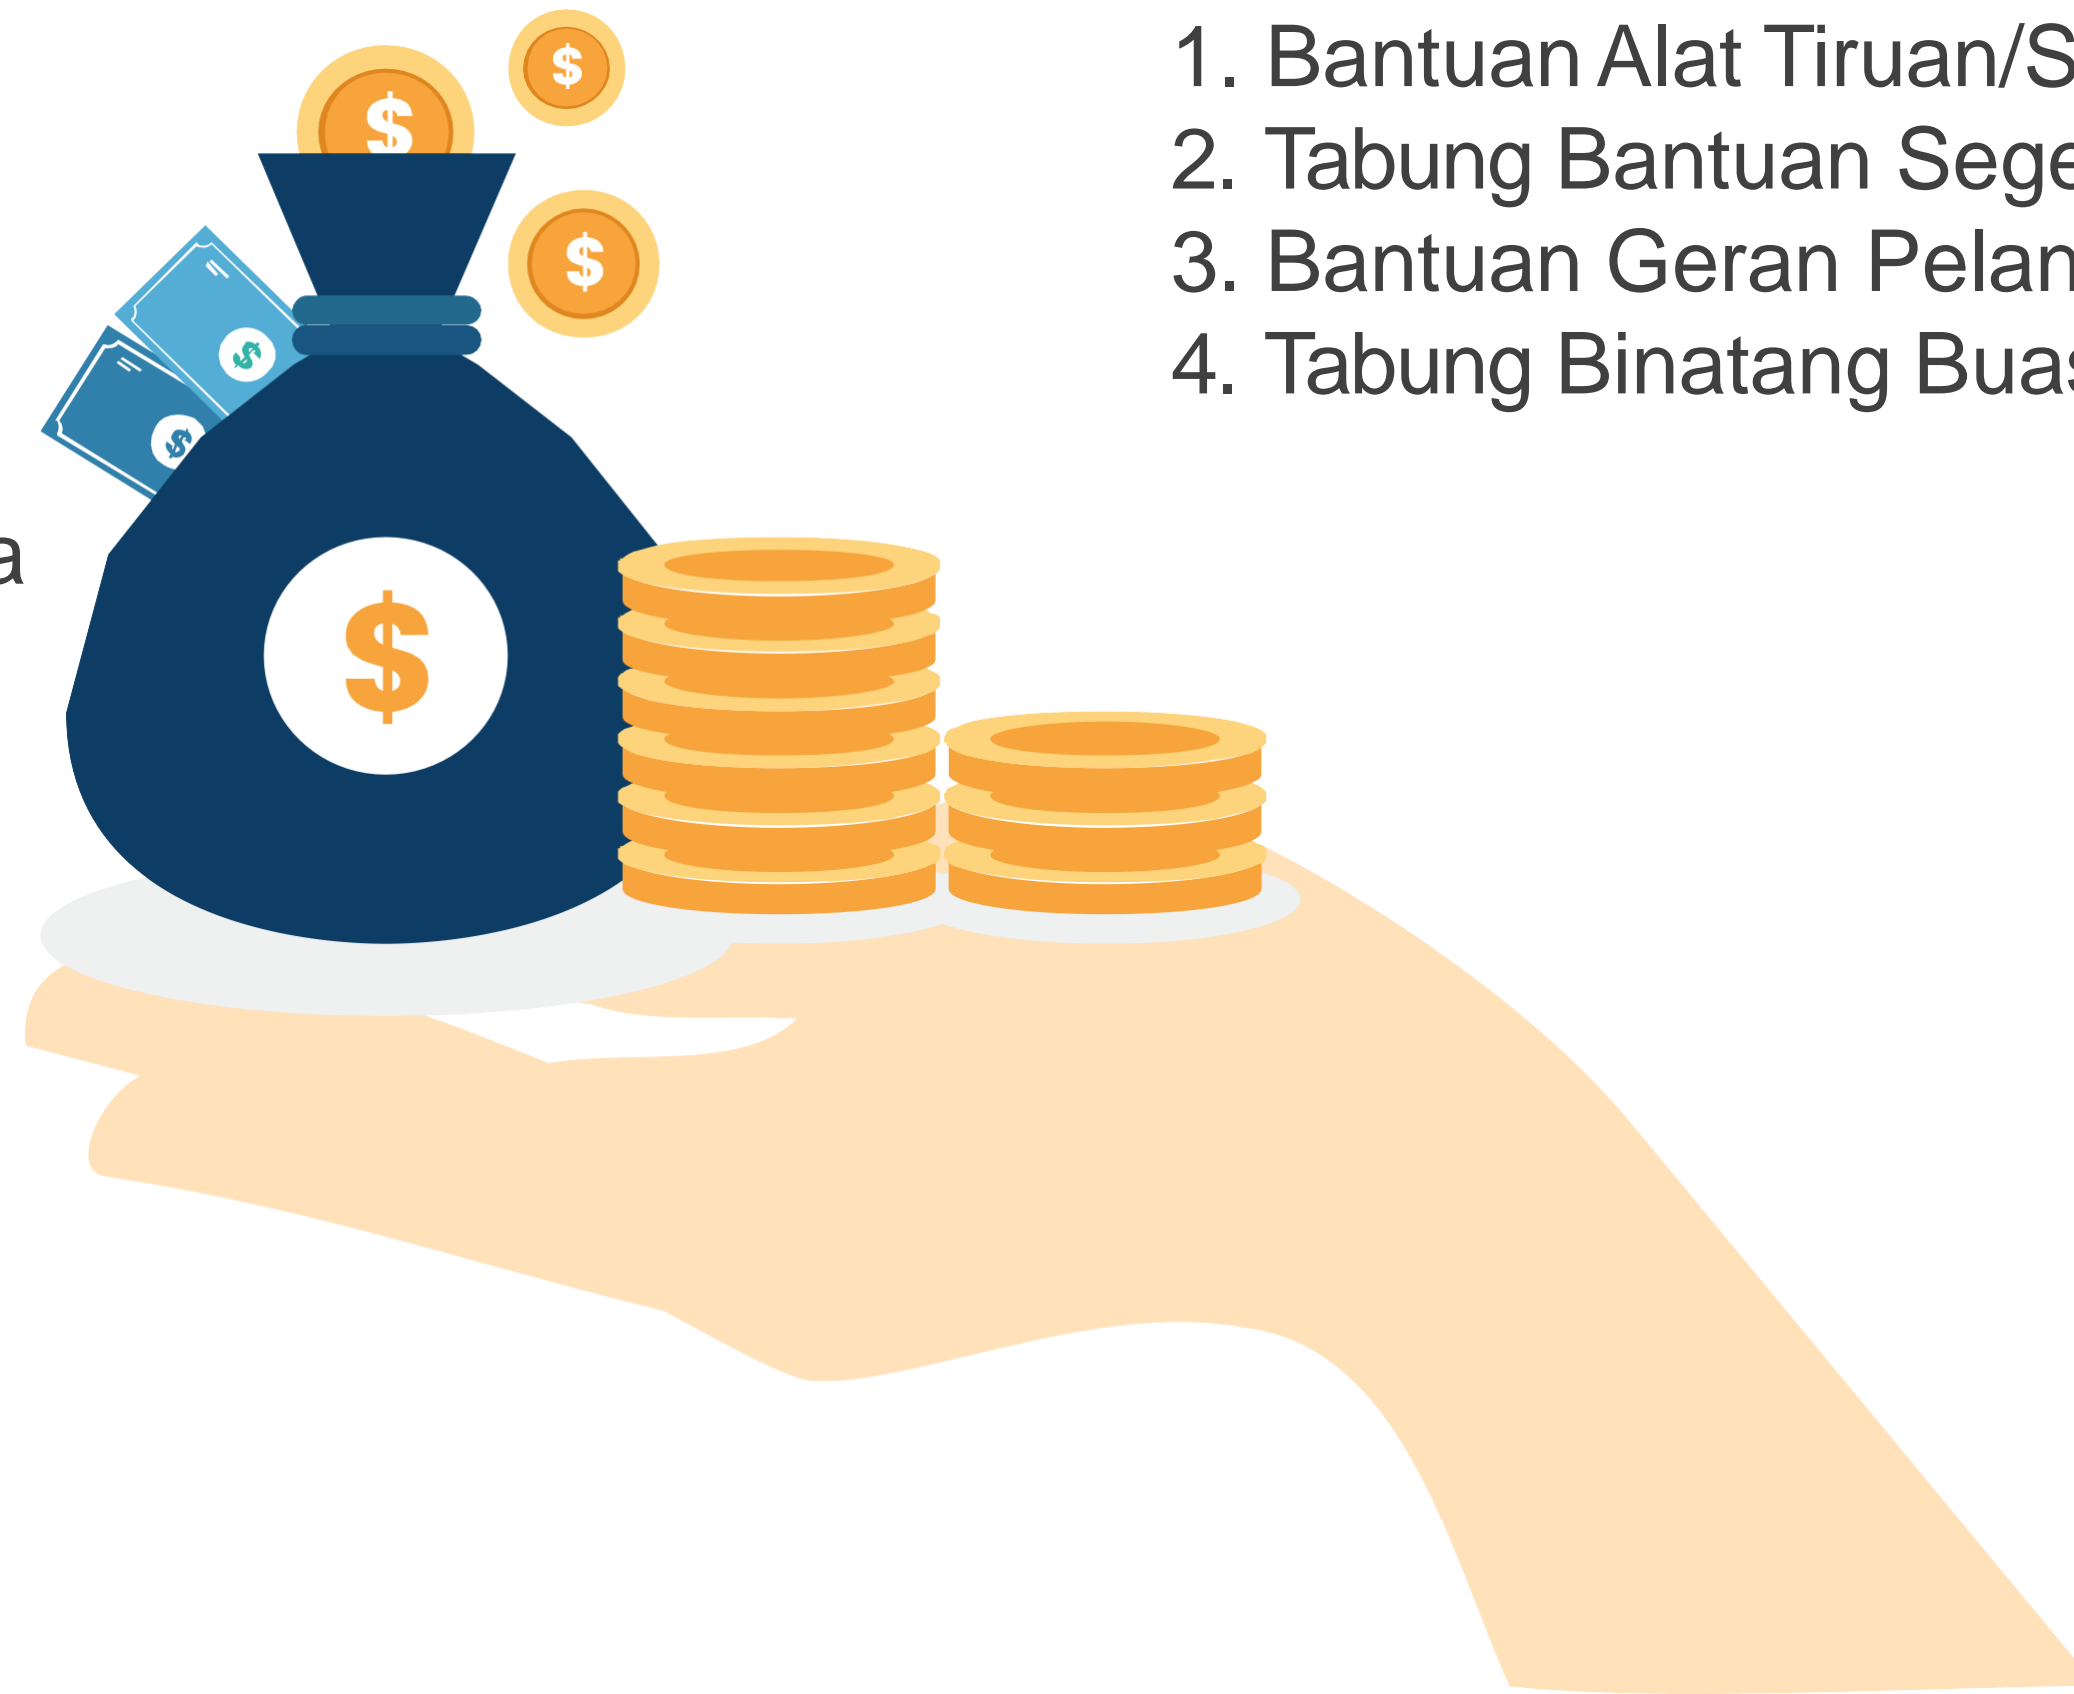 1. Bantuan Alat Tiruan/S
2. Tabung Bantuan Sege
3. Bantuan Geran Pelan
4. Tabung Binatang Buas
a
$
$
$
$
$
$